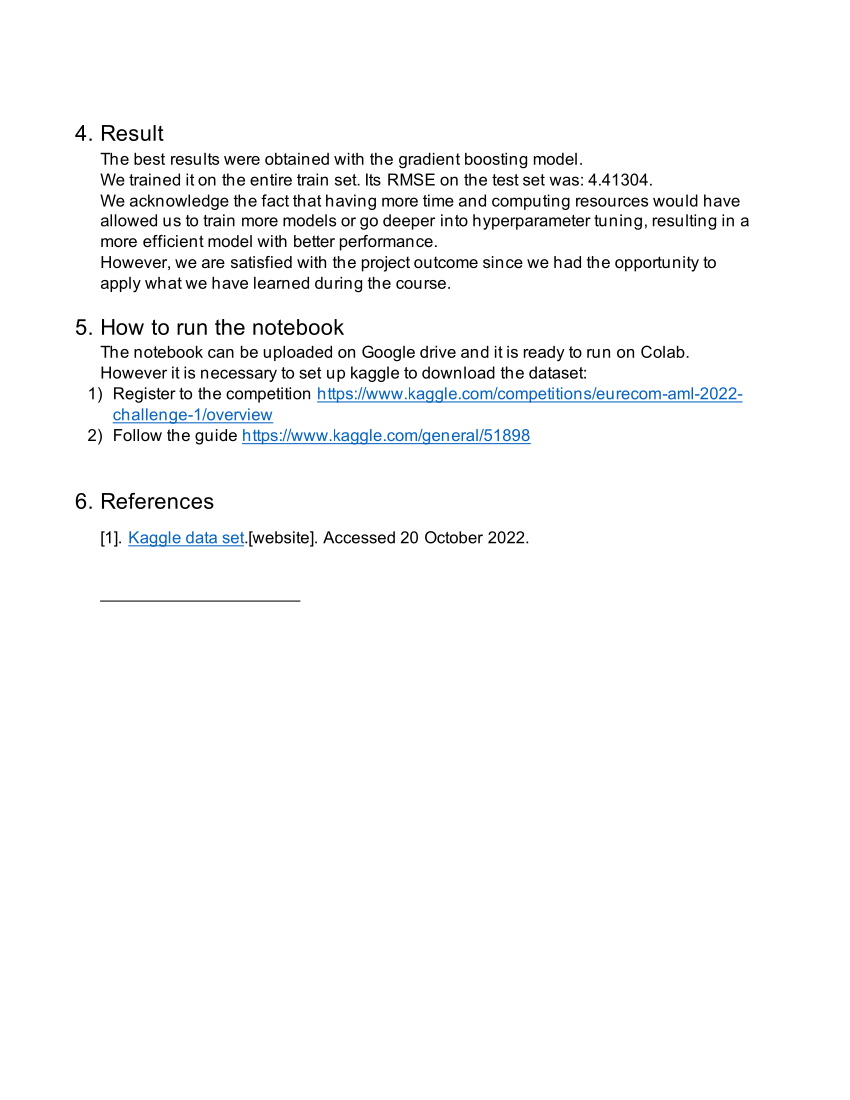 4. Result
The best results were obtained with the gradient boosting model.
We trained it on the entire train set. Its RMSE on the test set was: 4.41304.
We acknowledge the fact that having more time and computing resources would have
allowed us to train more models or go deeper into hyperparameter tuning, resulting in a
more efficient model with better performance.
However, we are satisfied with the project outcome since we had the opportunity to
apply what we have learned during the course.
5. How to run the notebook
The notebook can be uploaded on Google drive and it is ready to run on Colab.
However it is necessary to set up kaggle to download the dataset:
1) Register to the competition https://www.kaggle.com/competitions/eurecom-aml-2022-
challenge-1/overview
2) Follow the guide https://www.kaggle.com/general/51898
6. References
[1]. Kaggle data set.[website]. Accessed 20 October 2022.